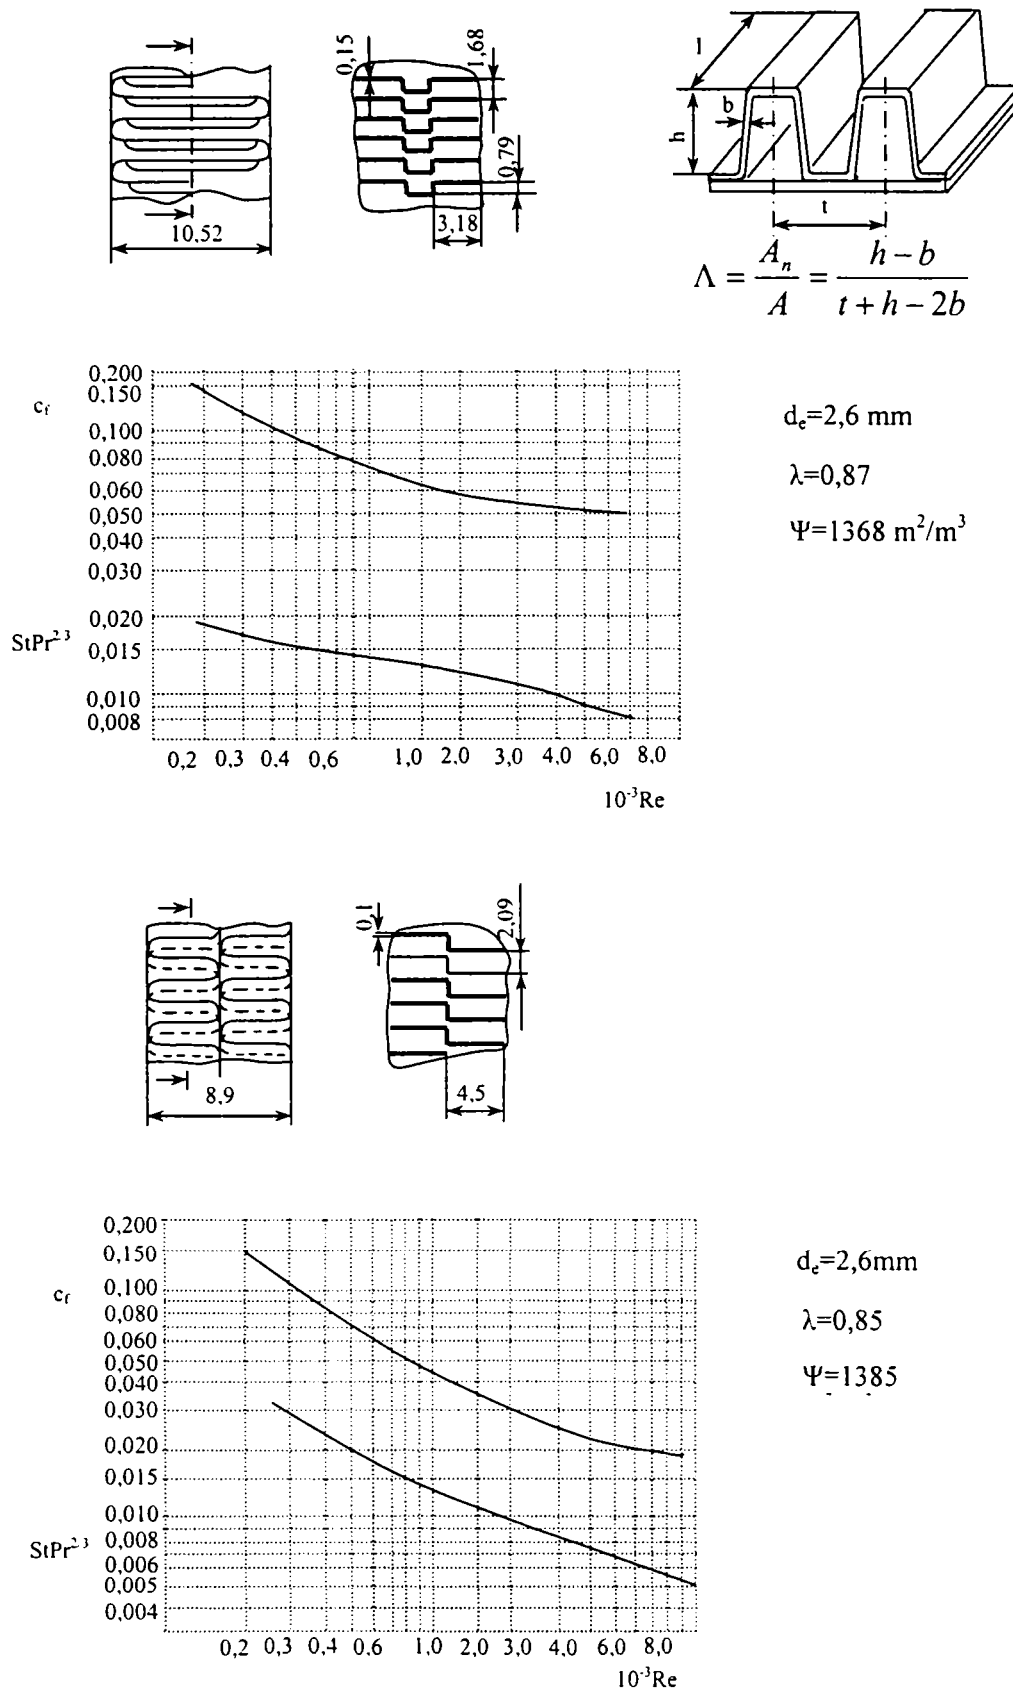 0,15
1,68
0,79
10,52
3,18
l
b
h
t
Λ = A_n / A = (h − b) / (t + h − 2b)
c_f
0,200
0,150
0,100
0,080
0,060
0,050
0,040
0,030
0,020
StPr^2 3
0,015
0,010
0,008
0,2 0,3 0,4 0,6 1,0 2,0 3,0 4,0 6,0 8,0
10^-3Re
d_e=2,6 mm
λ=0,87
Ψ=1368 m^2/m^3
0,1
2,09
8,9
4,5
c_f
0,200
0,150
0,100
0,080
0,060
0,050
0,040
0,030
0,020
0,015
0,010
StPr^2 3
0,008
0,006
0,005
0,004
0,2 0,3 0,4 0,6 1,0 2,0 3,0 4,0 6,0 8,0
10^-3Re
d_e=2,6mm
λ=0,85
Ψ=1385